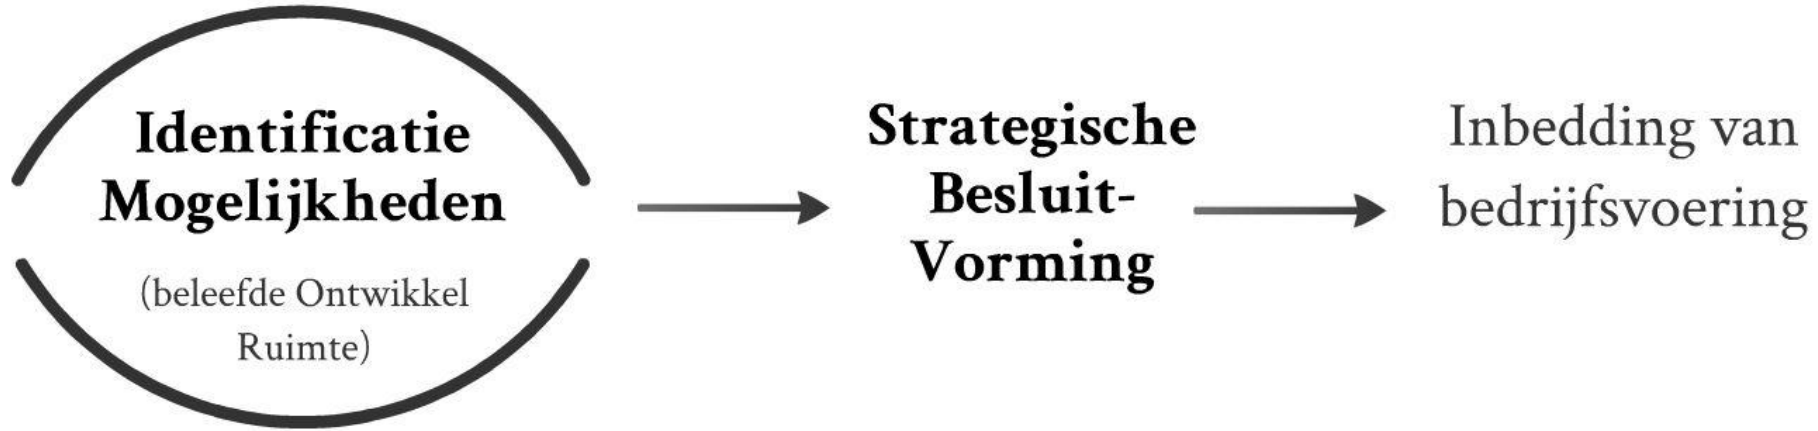 Identificatie
Mogelijkheden
(beleefde Ontwikkel
Ruimte)
Strategische
Besluit-
Vorming
Inbedding van
bedrijfsvoering